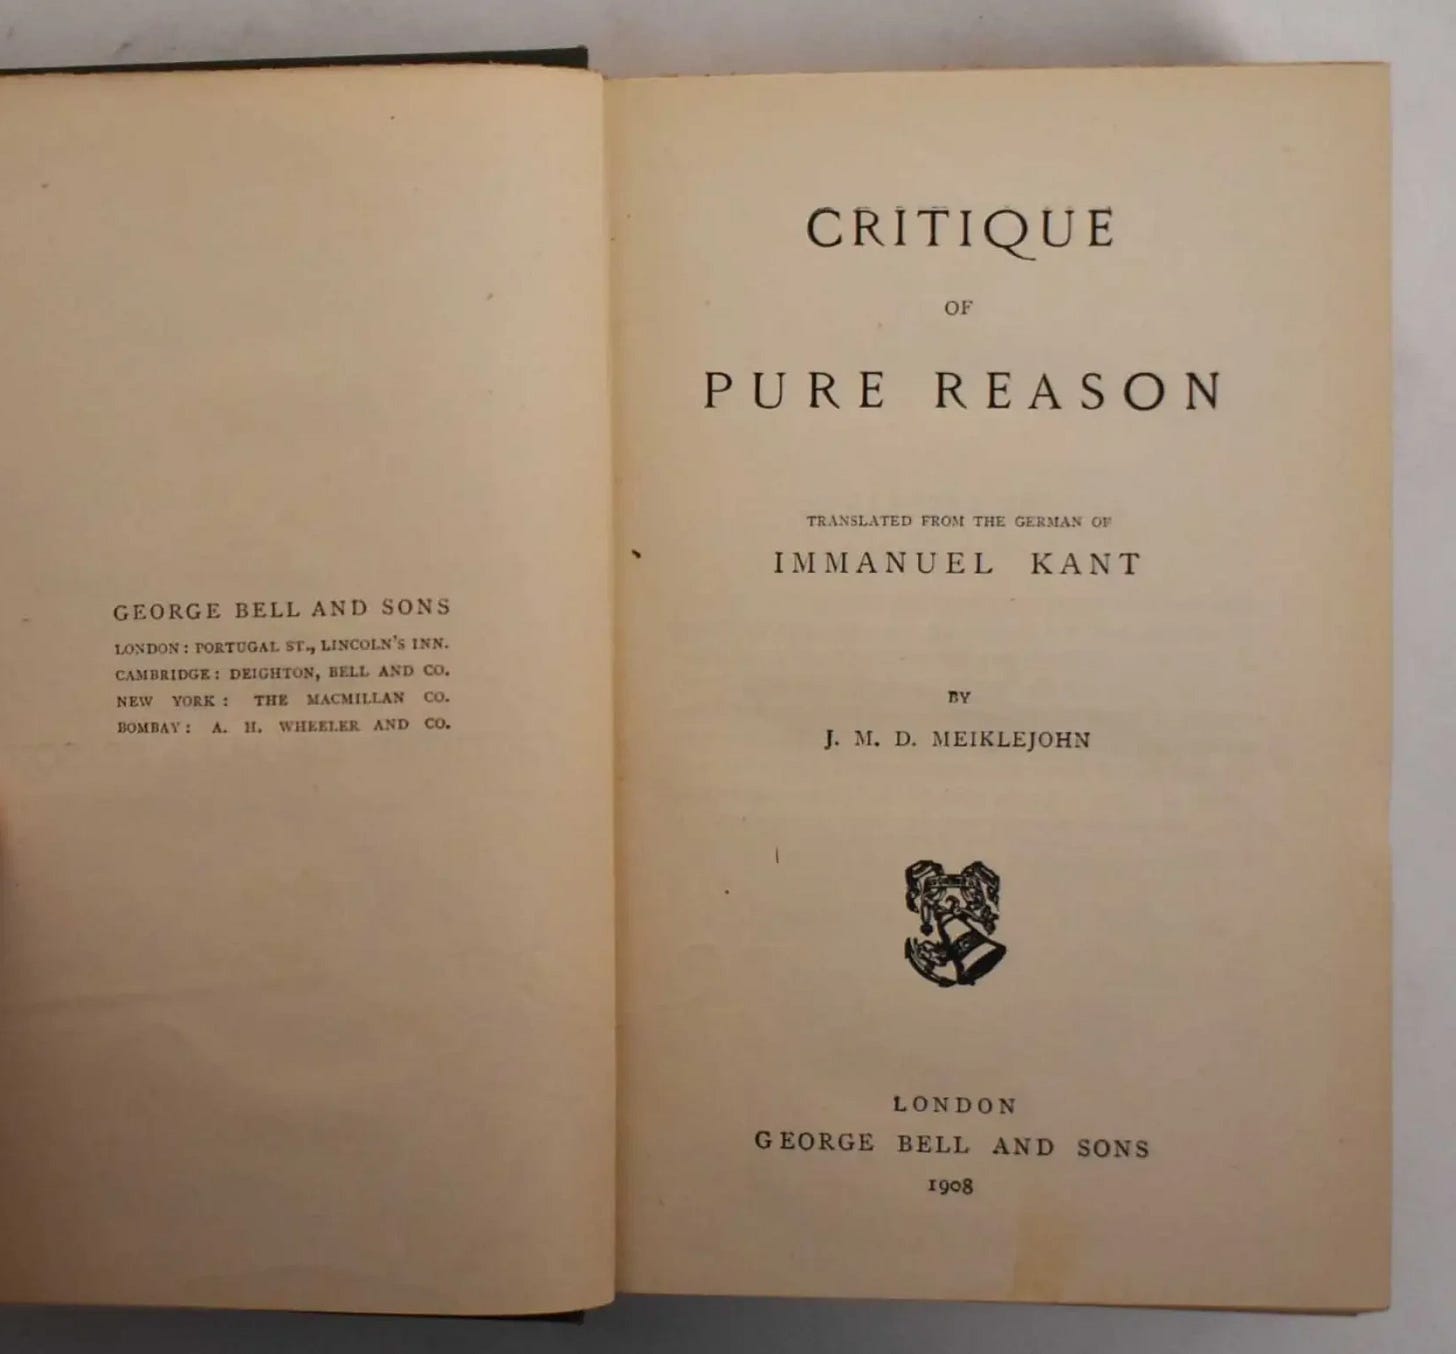 GEORGE BELL AND SONS
LONDON: PORTUGAL ST., LINCOLN'S INN.
CAMBRIDGE: DEIGHTON, BELL AND CO.
NEW YORK: THE MACMILLAN CO.
BOMBAY: A. H. WHEELER AND CO.
CRITIQUE
OF
PURE REASON
TRANSLATED FROM THE GERMAN OF
IMMANUEL KANT
BY
J. M. D. MEIKLEJOHN
LONDON
GEORGE BELL AND SONS
1908